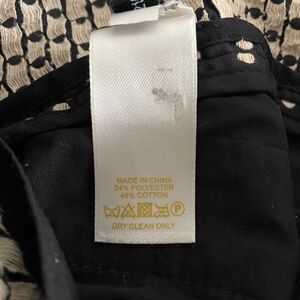 MADE IN CHINA
54% POLYESTER
46% COTTON
DRY CLEAN ONLY